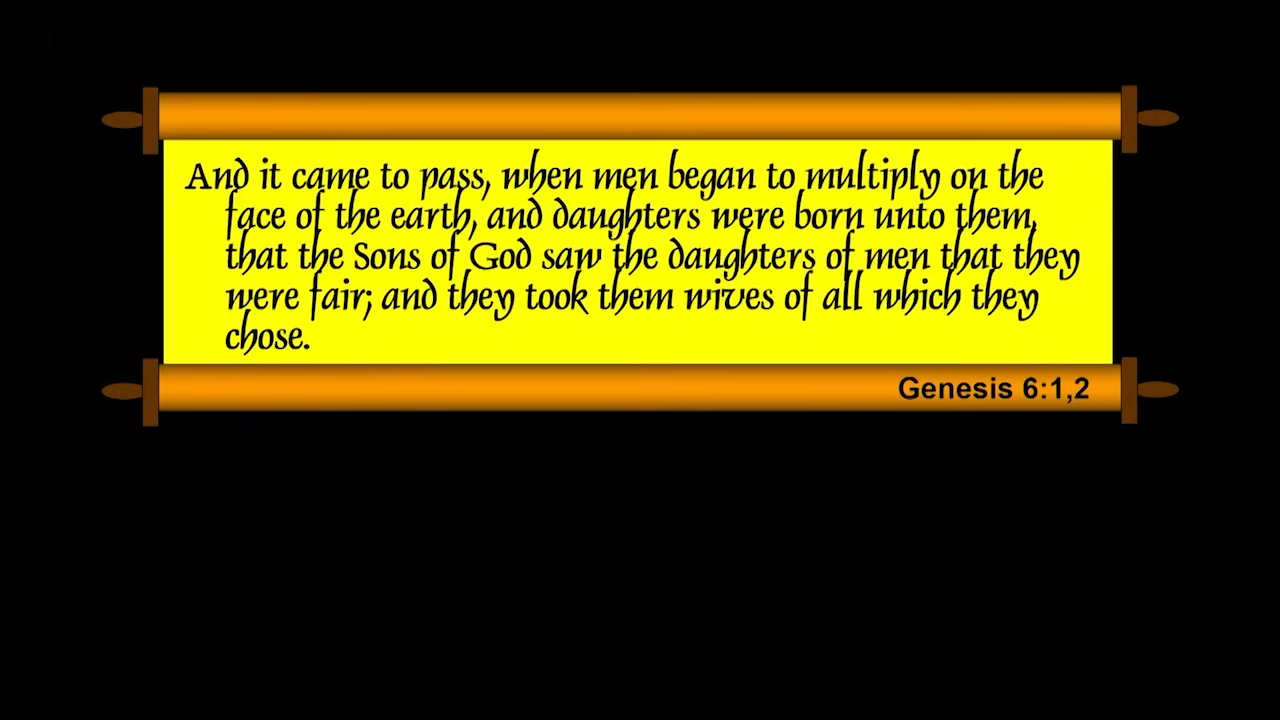 And it came to pass, when men began to multiply on the
face of the earth, and daughters were born unto them,
that the Sons of God saw the daughters of men that they
were fair; and they took them wives of all which they
chose.
Genesis 6:1,2